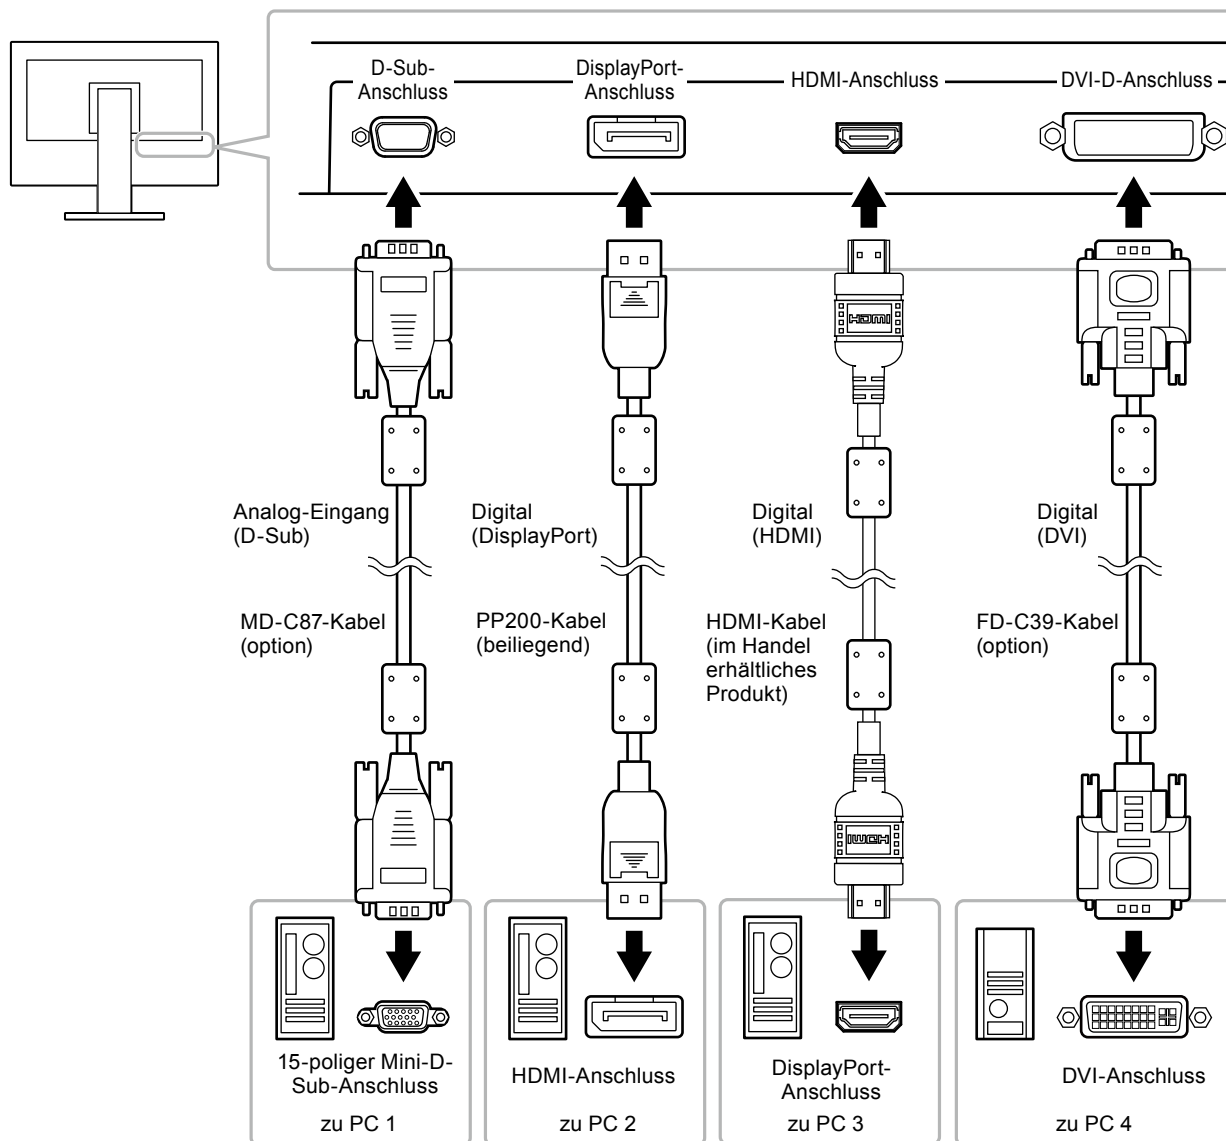 D-Sub-
Anschluss
DisplayPort-
Anschluss
HDMI-Anschluss
DVI-D-Anschluss
HDMI
Analog-Eingang
(D-Sub)
Digital
(DisplayPort)
Digital
(HDMI)
Digital
(DVI)
MD-C87-Kabel
(option)
PP200-Kabel
(beiliegend)
HDMI-Kabel
(im Handel
erhältliches
Produkt)
FD-C39-Kabel
(option)
HDMI
15-poliger Mini-D-
Sub-Anschluss
HDMI-Anschluss
DisplayPort-
Anschluss
DVI-Anschluss
zu PC 1
zu PC 2
zu PC 3
zu PC 4